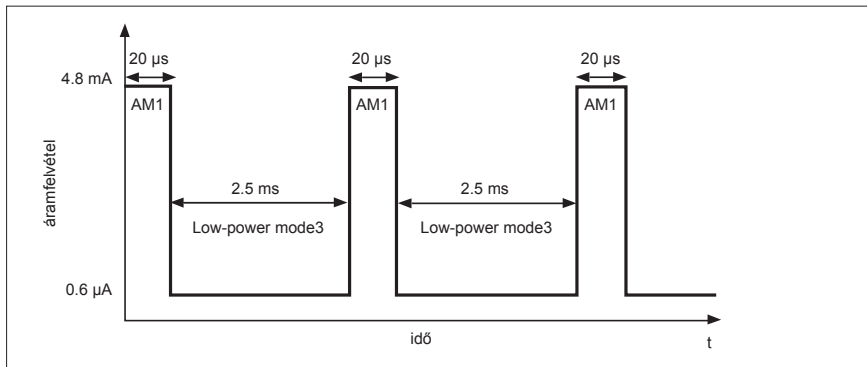 20 µs
20 µs
20 µs
4.8 mA
AM1
AM1
AM1
áramfelvétel
2.5 ms
2.5 ms
Low-power mode3
Low-power mode3
0.6 µA
idő
t